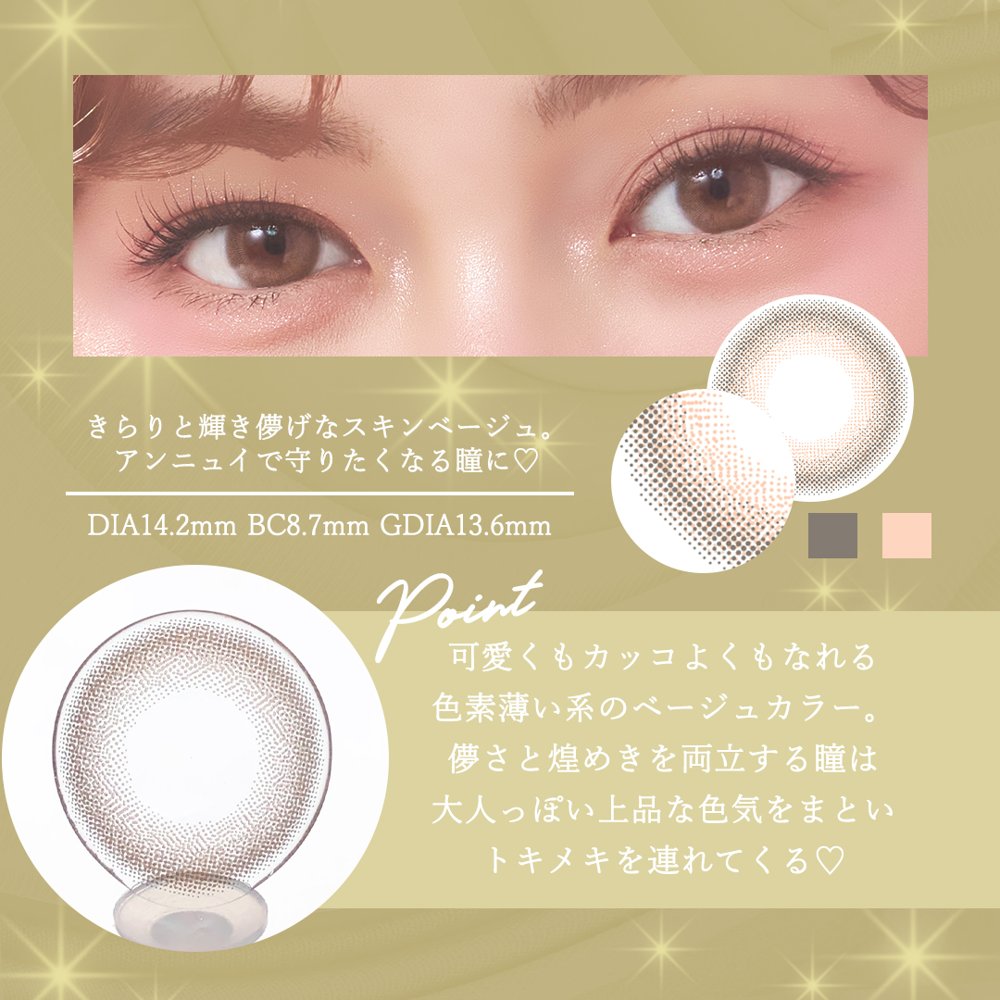 きらりと輝き儚げなスキンベージュ。
アンニュイで守りたくなる瞳に♡
DIA14.2mm BC8.7mm GDIA13.6mm
Point
可愛くもカッコよくもなれる
色素薄い系のベージュカラー。
儚さと煌めきを両立する瞳は
大人っぽい上品な色気をまとい
トキメキを連れてくる♡